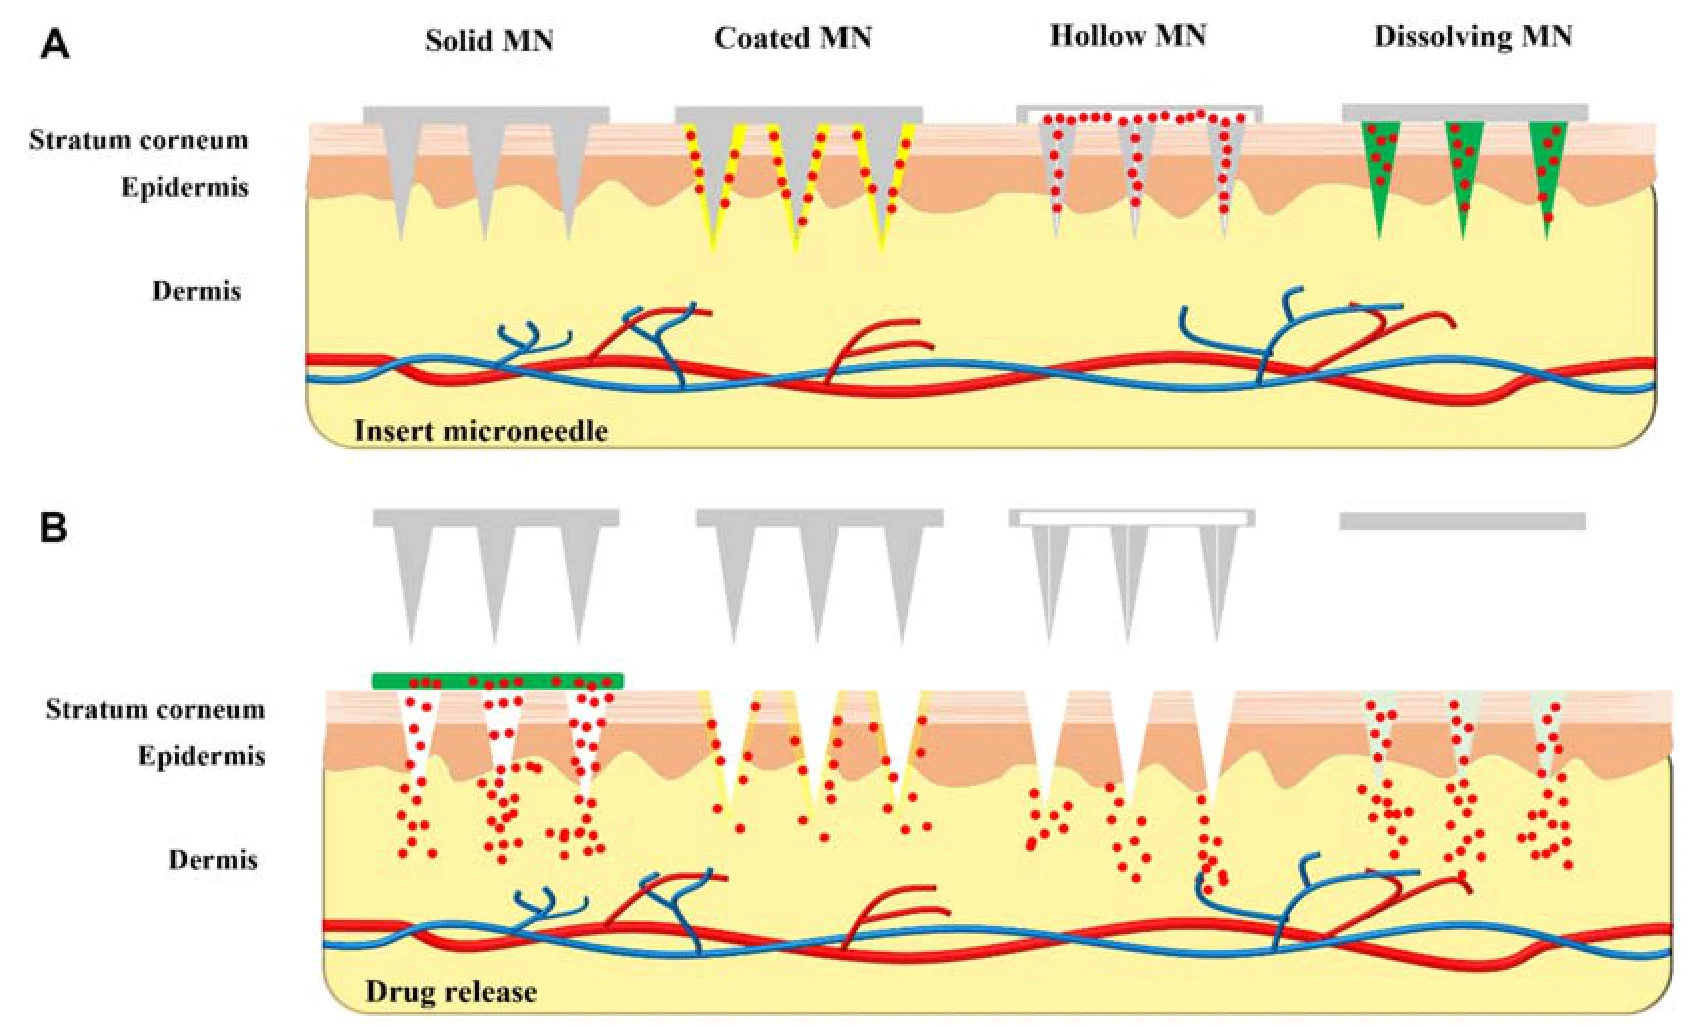 A
Solid MN
Coated MN
Hollow MN
Dissolving MN
Stratum corneum
Epidermis
Dermis
Insert microneedle
B
Stratum corneum
Epidermis
Dermis
Drug release